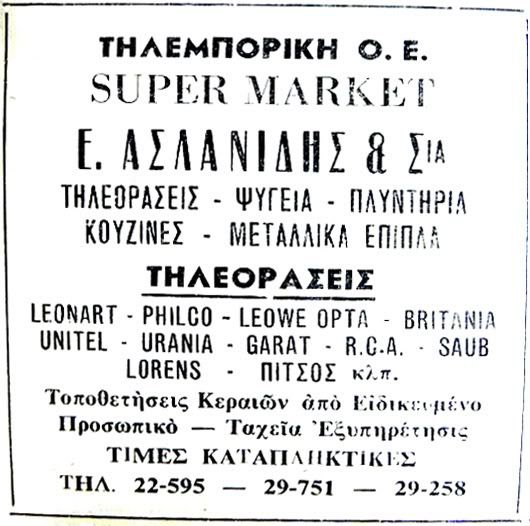 ΤΗΛΕΜΠΟΡΙΚΗ Ο. Ε.
SUPER MARKET
Ε. ΑΣΛΑΝΙΔΗΣ & ΣΙΑ
ΤΗΛΕΟΡΑΣΕΙΣ - ΨΥΓΕΙΑ - ΠΛΥΝΤΗΡΙΑ
ΚΟΥΖΙΝΕΣ - ΜΕΤΑΛΛΙΚΑ ΕΠΙΠΛΑ
ΤΗΛΕΟΡΑΣΕΙΣ
LEONART - PHILCO - LEOWE OPTA - BRITANIA
UNITEL - URANIA - GARAT - R.C.A. - SAUB
LORENS - ΠΙΤΣΟΣ κλπ.
Τοποθετήσεις Κεραιῶν ἀπό Εἰδικευμένο
Προσωπικό — Ταχεῖα Ἐξυπηρέτησις
ΤΙΜΕΣ ΚΑΤΑΠΛΗΚΤΙΚΕΣ
ΤΗΛ. 22-595 — 29-751 — 29-258